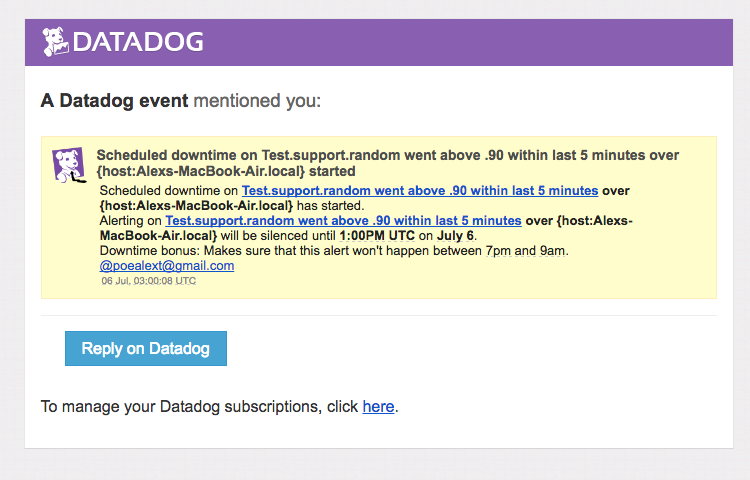 DATADOG
A Datadog event mentioned you:
Scheduled downtime on Test.support.random went above .90 within last 5 minutes over
{host:Alexs-MacBook-Air.local} started
Scheduled downtime on Test.support.random went above .90 within last 5 minutes over
{host:Alexs-MacBook-Air.local} has started.
Alerting on Test.support.random went above .90 within last 5 minutes over {host:Alexs-
MacBook-Air.local} will be silenced until 1:00PM UTC on July 6.
Downtime bonus: Makes sure that this alert won't happen between 7pm and 9am.
@poealext@gmail.com
06 Jul, 03:00:08 UTC
Reply on Datadog
To manage your Datadog subscriptions, click here.